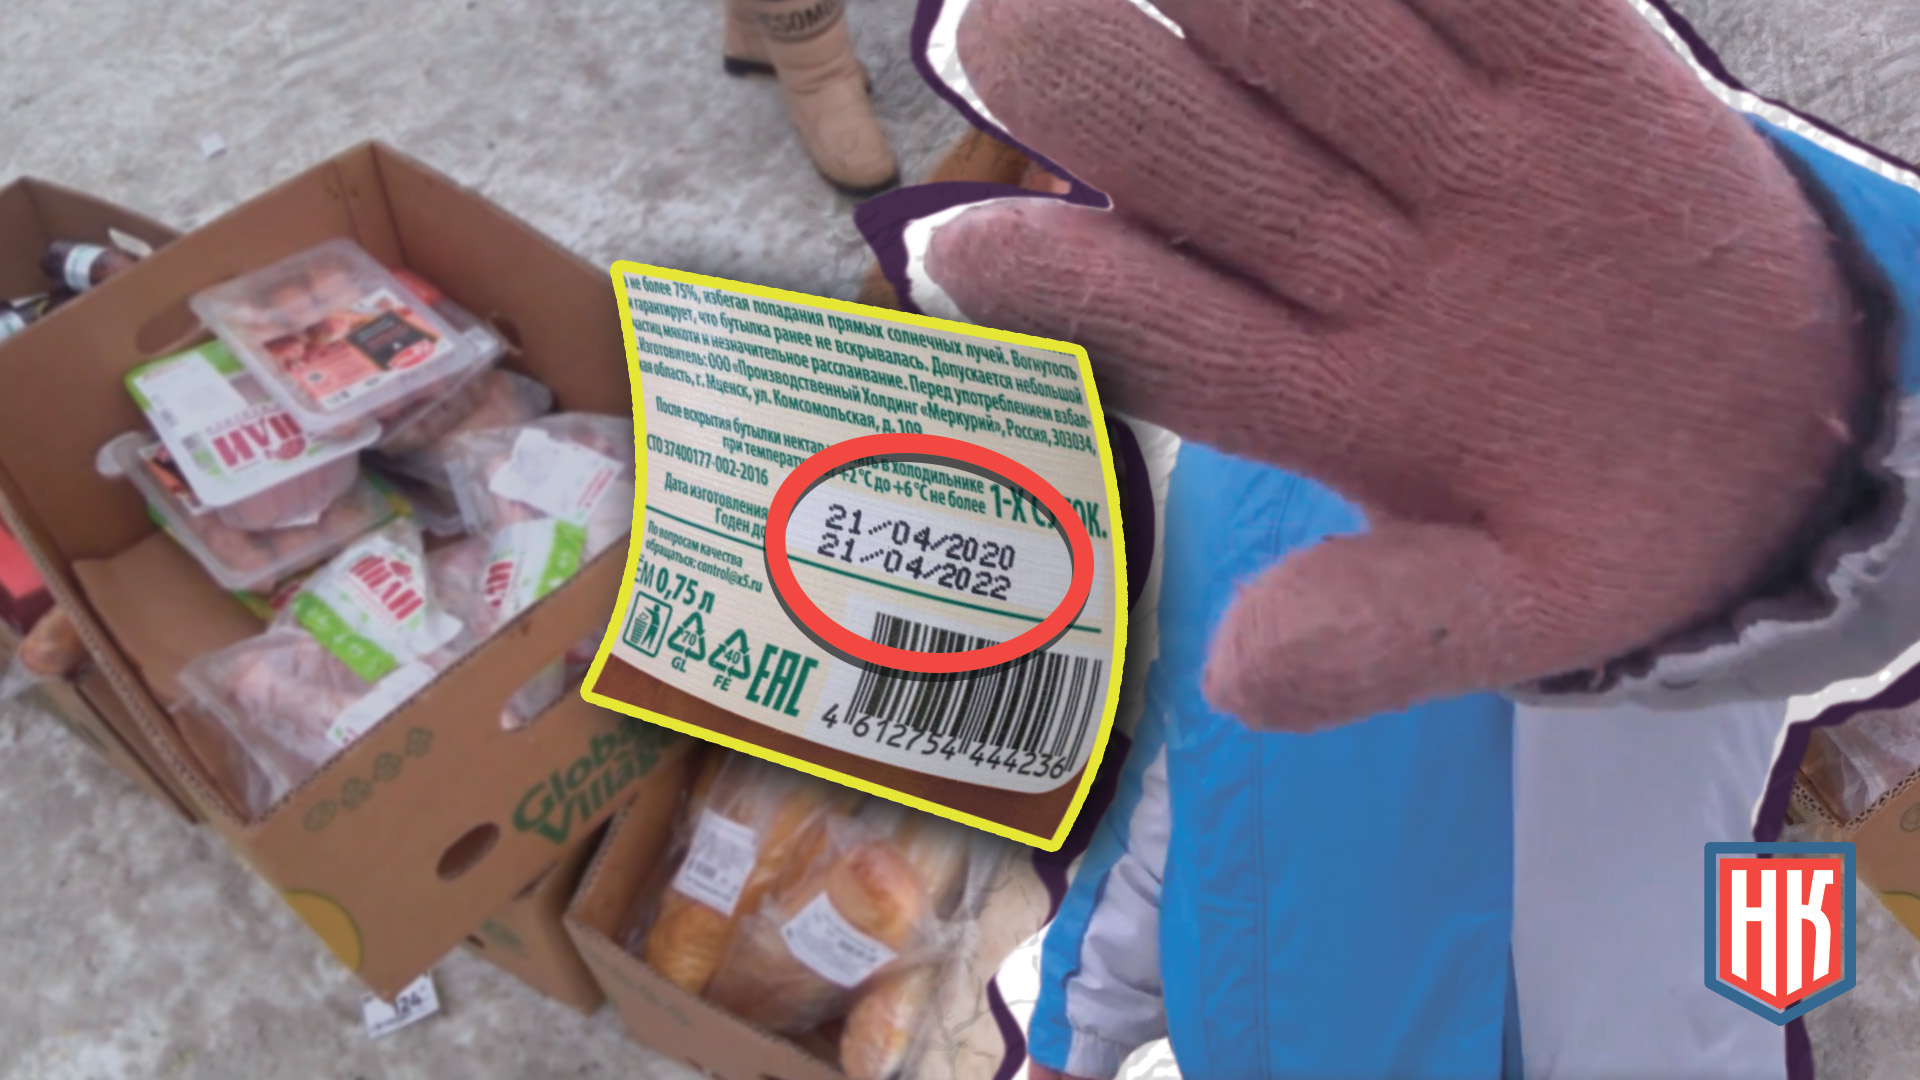 не более 75%, избегая попадания прямых солнечных лучей. Вогнутость
и гарантирует, что бутылка ранее не вскрывалась. Допускается небольшой
частиц мякоти и незначительное расслаивание. Перед употреблением взбал-
. Изготовитель: ООО «Производственный Холдинг «Меркурий», Россия, 303034,
область, г. Мценск, ул. Комсомольская, д. 109
После вскрытия бутылки нектар в холодильнике
при +2 °С до +6 °С не более 1-Х
СТО 37400177-002-2016
Дата изготовления
Годен до
21/04/2020
21/04/2022
По вопросам качества
обращаться: control@x5.ru
0,75 л
70
GL
40
FE
EAC
4 612754 444236
Global
Village
НК